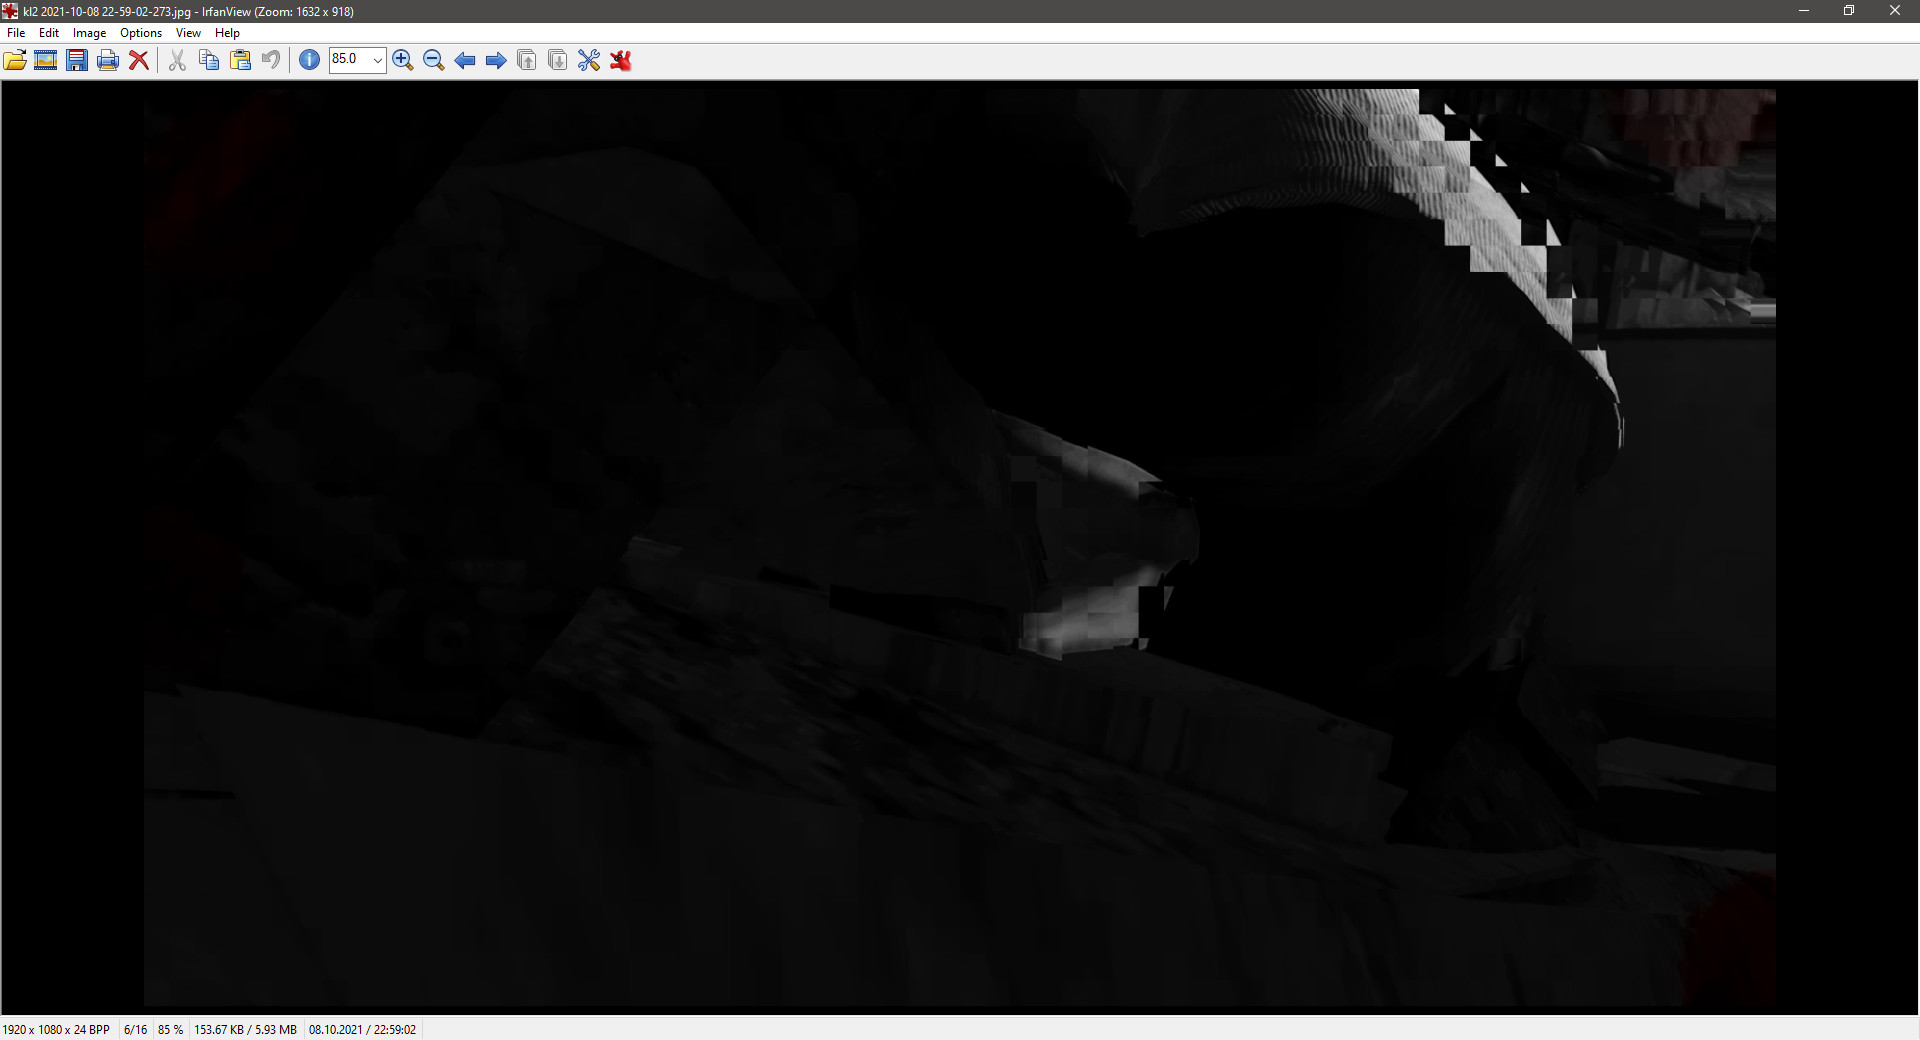 kl2 2021-10-08 22-59-02-273.jpg - IrfanView (Zoom: 1632 x 918)
File Edit Image Options View Help
85.0
1920 x 1080 x 24 BPP 6/16 85 % 153.67 KB / 5.93 MB 08.10.2021 / 22:59:02